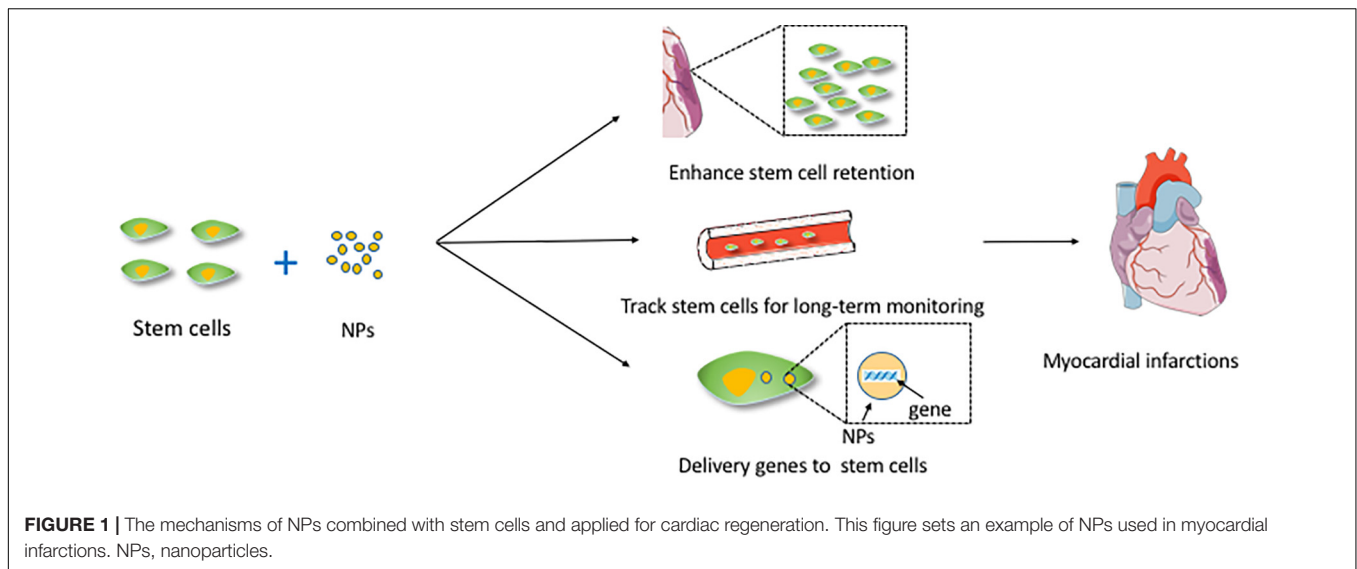 Enhance stem cell retention
+
Stem cells
NPs
Track stem cells for long-term monitoring
Myocardial infarctions
gene
NPs
Delivery genes to stem cells
FIGURE 1 | The mechanisms of NPs combined with stem cells and applied for cardiac regeneration. This figure sets an example of NPs used in myocardial
infarctions. NPs, nanoparticles.